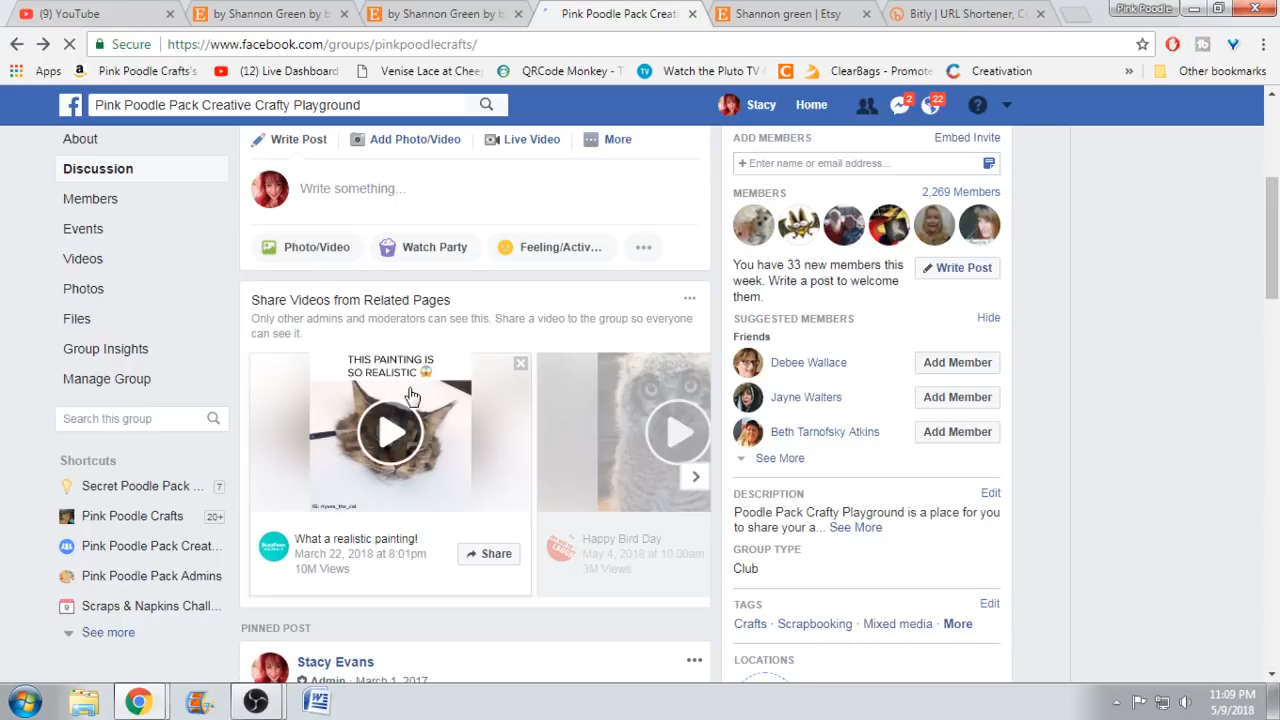 (9) YouTube
by Shannon Green by
by Shannon Green by
Pink Poodle Pack Creati
Shannon green | Etsy
Bitly | URL Shortener, C
Pink Poodle
Secure
https://www.facebook.com/groups/pinkpoodlecrafts/
Apps
Pink Poodle Crafts's
(12) Live Dashboard
Venise Lace at Chee
QRCode Monkey - T
Watch the Pluto TV
ClearBags - Promote
Creativation
»
Other bookmarks
Pink Poodle Pack Creative Crafty Playground
Stacy
Home
2
22
About
Discussion
Members
Events
Videos
Photos
Files
Group Insights
Manage Group
Search this group
Shortcuts
Secret Poodle Pack ...
7
Pink Poodle Crafts
20+
Pink Poodle Pack Creat...
Pink Poodle Pack Admins
Scraps & Napkins Chall...
See more
Write Post
Add Photo/Video
Live Video
More
Write something...
Photo/Video
Watch Party
Feeling/Activ...
Share Videos from Related Pages
Only other admins and moderators can see this. Share a video to the group so everyone
can see it.
THIS PAINTING IS
SO REALISTIC 😱
IG: @yves_the_cat
What a realistic painting!
March 22, 2018 at 8:01pm
10M Views
Share
Happy Bird Day
May 4, 2018 at 10:00am
3M Views
PINNED POST
Stacy Evans
Admin · March 1, 2017
ADD MEMBERS
Embed Invite
+ Enter name or email address...
MEMBERS
2,269 Members
You have 33 new members this
week. Write a post to welcome
them.
Write Post
SUGGESTED MEMBERS
Hide
Friends
Debee Wallace
Add Member
Jayne Walters
Add Member
Beth Tarnofsky Atkins
Add Member
See More
DESCRIPTION
Edit
Poodle Pack Crafty Playground is a place for you
to share your a... See More
GROUP TYPE
Club
TAGS
Edit
Crafts · Scrapbooking · Mixed media · More
LOCATIONS
11:09 PM
5/9/2018